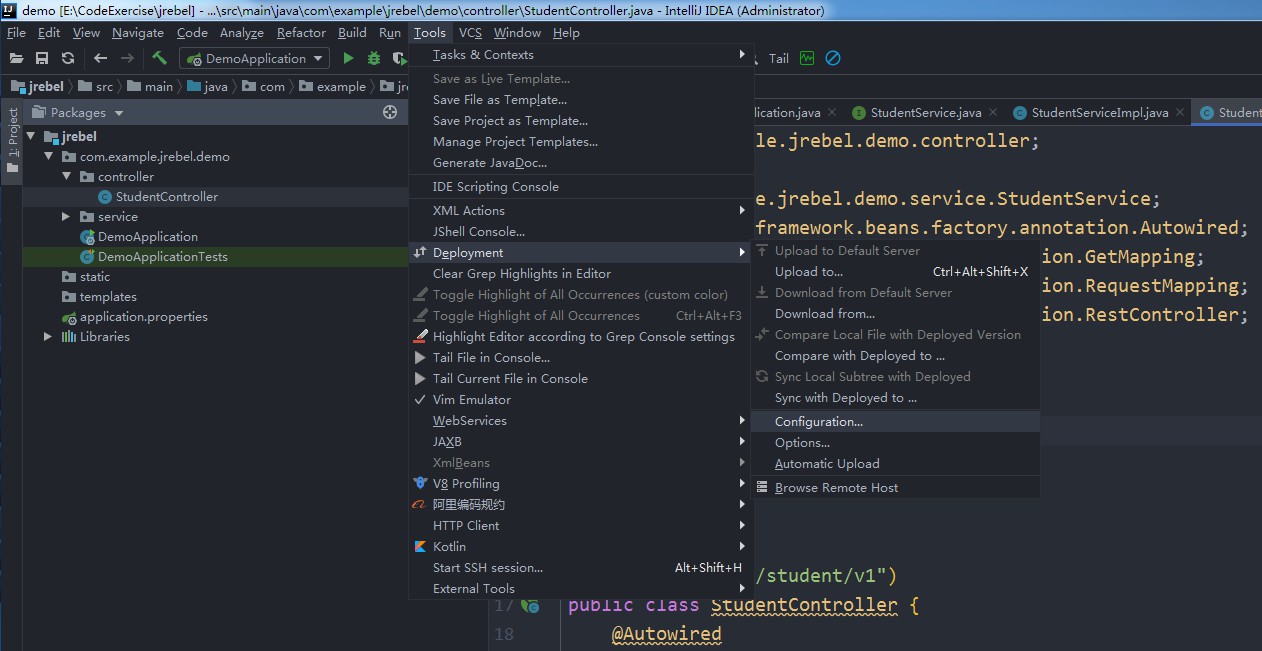 demo [E:\CodeExercise\jrebel] - ...\src\main\java\com\example\jrebel\demo\controller\StudentController.java - IntelliJ IDEA (Administrator)
File Edit View Navigate Code Analyze Refactor Build Run Tools VCS Window Help
DemoApplication Tail
jrebel src main java com example
Packages
1: Project
jrebel
com.example.jrebel.demo
controller
StudentController
service
DemoApplication
DemoApplicationTests
static
templates
application.properties
Libraries
Tasks & Contexts
Save as Live Template...
Save File as Template...
Save Project as Template...
Manage Project Templates...
Generate JavaDoc...
IDE Scripting Console
XML Actions
JShell Console...
Deployment
Clear Grep Highlights in Editor
Toggle Highlight of All Occurrences (custom color)
Toggle Highlight of All Occurrences Ctrl+Alt+F3
Highlight Editor according to Grep Console settings
Tail File in Console...
Tail Current File in Console
Vim Emulator
WebServices
JAXB
XmlBeans
V8 Profiling
阿里编码规约
HTTP Client
Kotlin
Start SSH session... Alt+Shift+H
External Tools
Upload to Default Server
Upload to... Ctrl+Alt+Shift+X
Download from Default Server
Download from...
Compare Local File with Deployed Version
Compare with Deployed to ...
Sync Local Subtree with Deployed
Sync with Deployed to ...
Configuration...
Options...
Automatic Upload
Browse Remote Host
lication.java StudentService.java StudentServiceImpl.java Student
le.jrebel.demo.controller;
e.jrebel.demo.service.StudentService;
framework.beans.factory.annotation.Autowired;
ion.GetMapping;
ion.RequestMapping;
ion.RestController;
/student/v1")
17 public class StudentController {
18 @Autowired